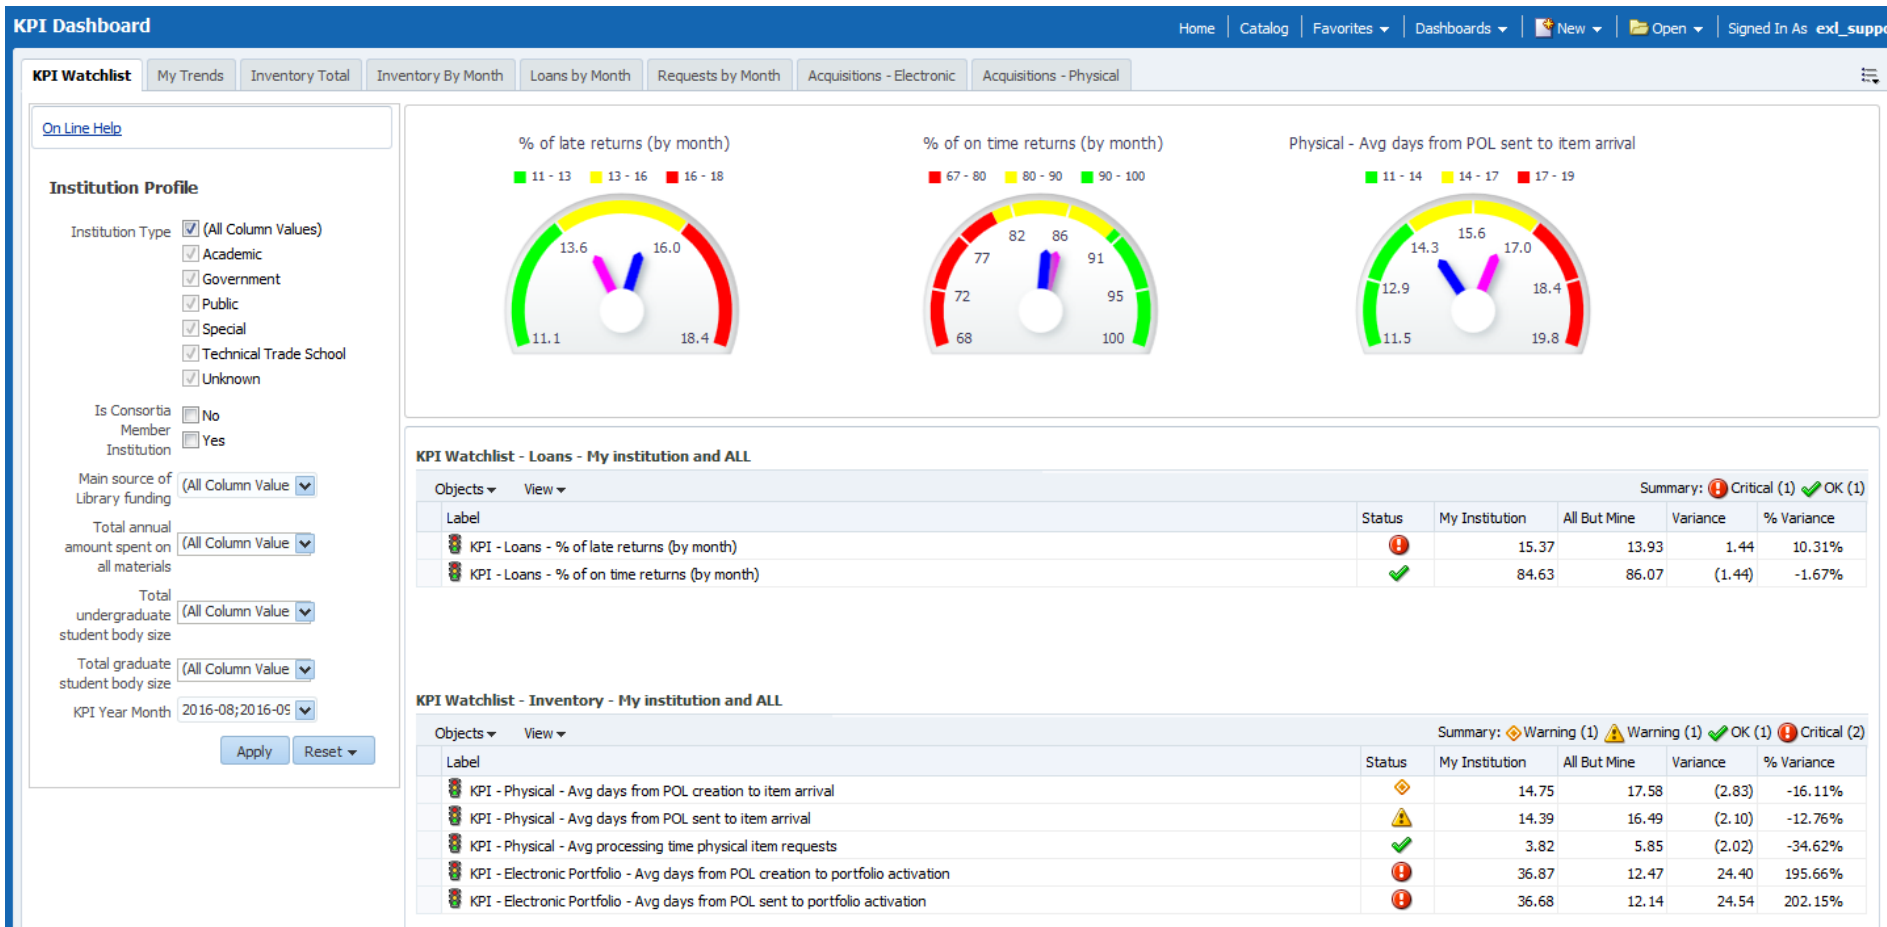 KPI Dashboard
Home Catalog Favorites Dashboards New Open Signed In As exl_suppo
KPI Watchlist My Trends Inventory Total Inventory By Month Loans by Month Requests by Month Acquisitions - Electronic Acquisitions - Physical
On Line Help
Institution Profile
Institution Type
(All Column Values)
Academic
Government
Public
Special
Technical Trade School
Unknown
Is Consortia
Member
Institution
No
Yes
Main source of
Library funding
(All Column Value
Total annual
amount spent on
all materials
(All Column Value
Total
undergraduate
student body size
(All Column Value
Total graduate
student body size
(All Column Value
KPI Year Month
2016-08;2016-09
Apply Reset
% of late returns (by month)
11 - 13 13 - 16 16 - 18
13.6 16.0
11.1 18.4
% of on time returns (by month)
67 - 80 80 - 90 90 - 100
82 86
77 91
72 95
68 100
Physical - Avg days from POL sent to item arrival
11 - 14 14 - 17 17 - 19
15.6
14.3 17.0
12.9 18.4
11.5 19.8
KPI Watchlist - Loans - My institution and ALL
Objects View Summary: Critical (1) OK (1)
Label Status My Institution All But Mine Variance % Variance
KPI - Loans - % of late returns (by month) 15.37 13.93 1.44 10.31%
KPI - Loans - % of on time returns (by month) 84.63 86.07 (1.44) -1.67%
KPI Watchlist - Inventory - My institution and ALL
Objects View Summary: Warning (1) Warning (1) OK (1) Critical (2)
Label Status My Institution All But Mine Variance % Variance
KPI - Physical - Avg days from POL creation to item arrival 14.75 17.58 (2.83) -16.11%
KPI - Physical - Avg days from POL sent to item arrival 14.39 16.49 (2.10) -12.76%
KPI - Physical - Avg processing time physical item requests 3.82 5.85 (2.02) -34.62%
KPI - Electronic Portfolio - Avg days from POL creation to portfolio activation 36.87 12.47 24.40 195.66%
KPI - Electronic Portfolio - Avg days from POL sent to portfolio activation 36.68 12.14 24.54 202.15%